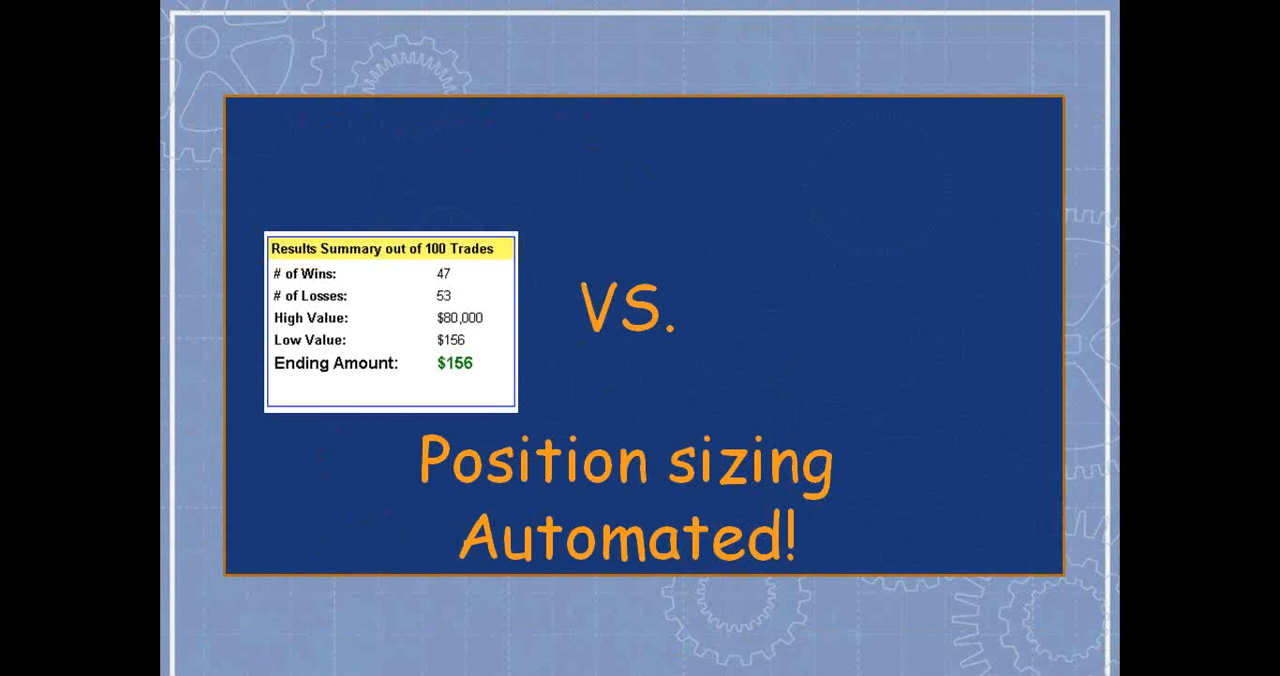 Results Summary out of 100 Trades
# of Wins: 47
# of Losses: 53
High Value: $80,000
Low Value: $156
Ending Amount: $156
VS.
Position sizing
Automated!